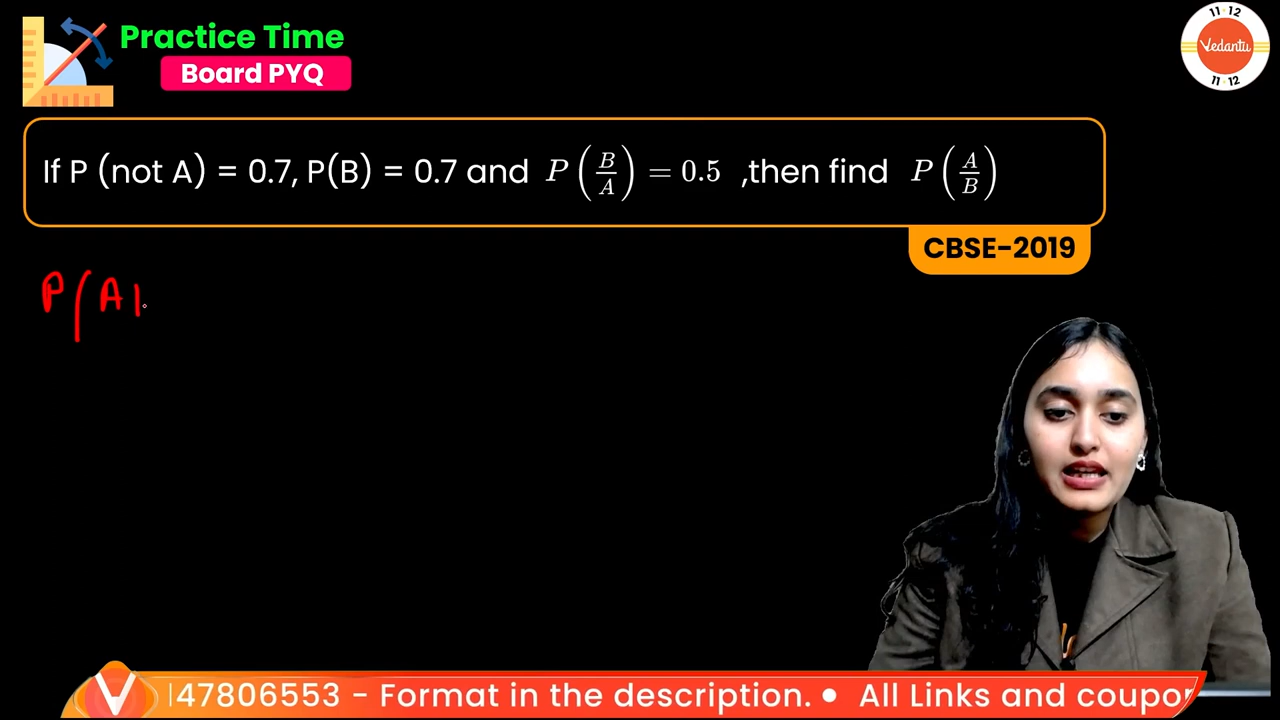 Practice Time
Board PYQ
11·12
Vedantu
11·12
If P (not A) = 0.7, P(B) = 0.7 and P(B/A) = 0.5 ,then find P(A/B)
CBSE-2019
P(A|
47806553 - Format in the description. ● All Links and coupo